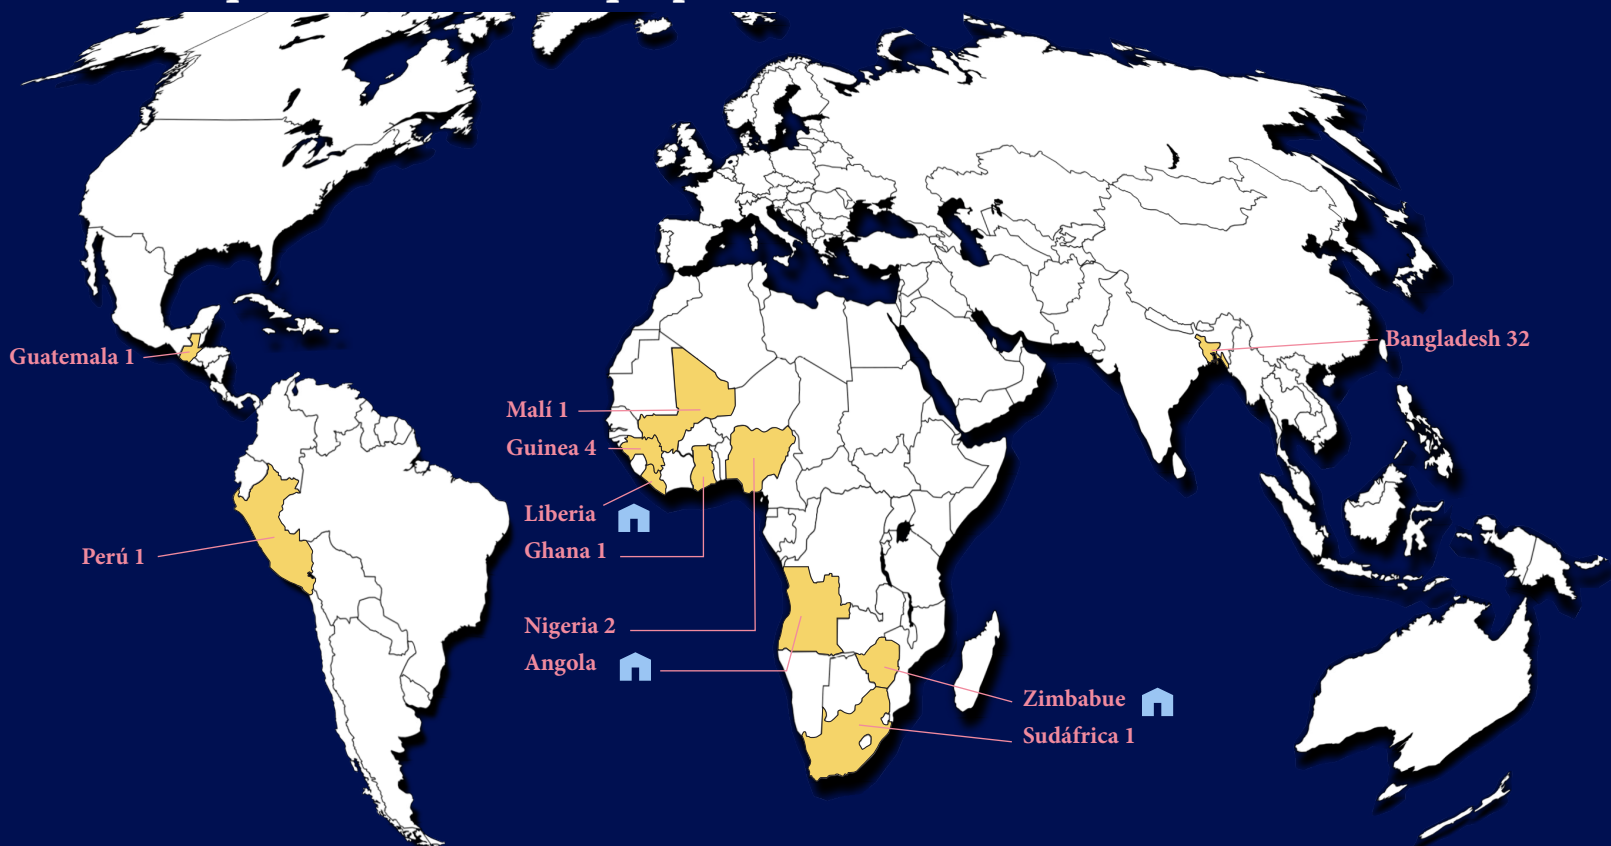 Guatemala 1
Bangladesh 32
Malí 1
Guinea 4
Liberia
Ghana 1
Perú 1
Nigeria 2
Angola
Zimbabue
Sudáfrica 1